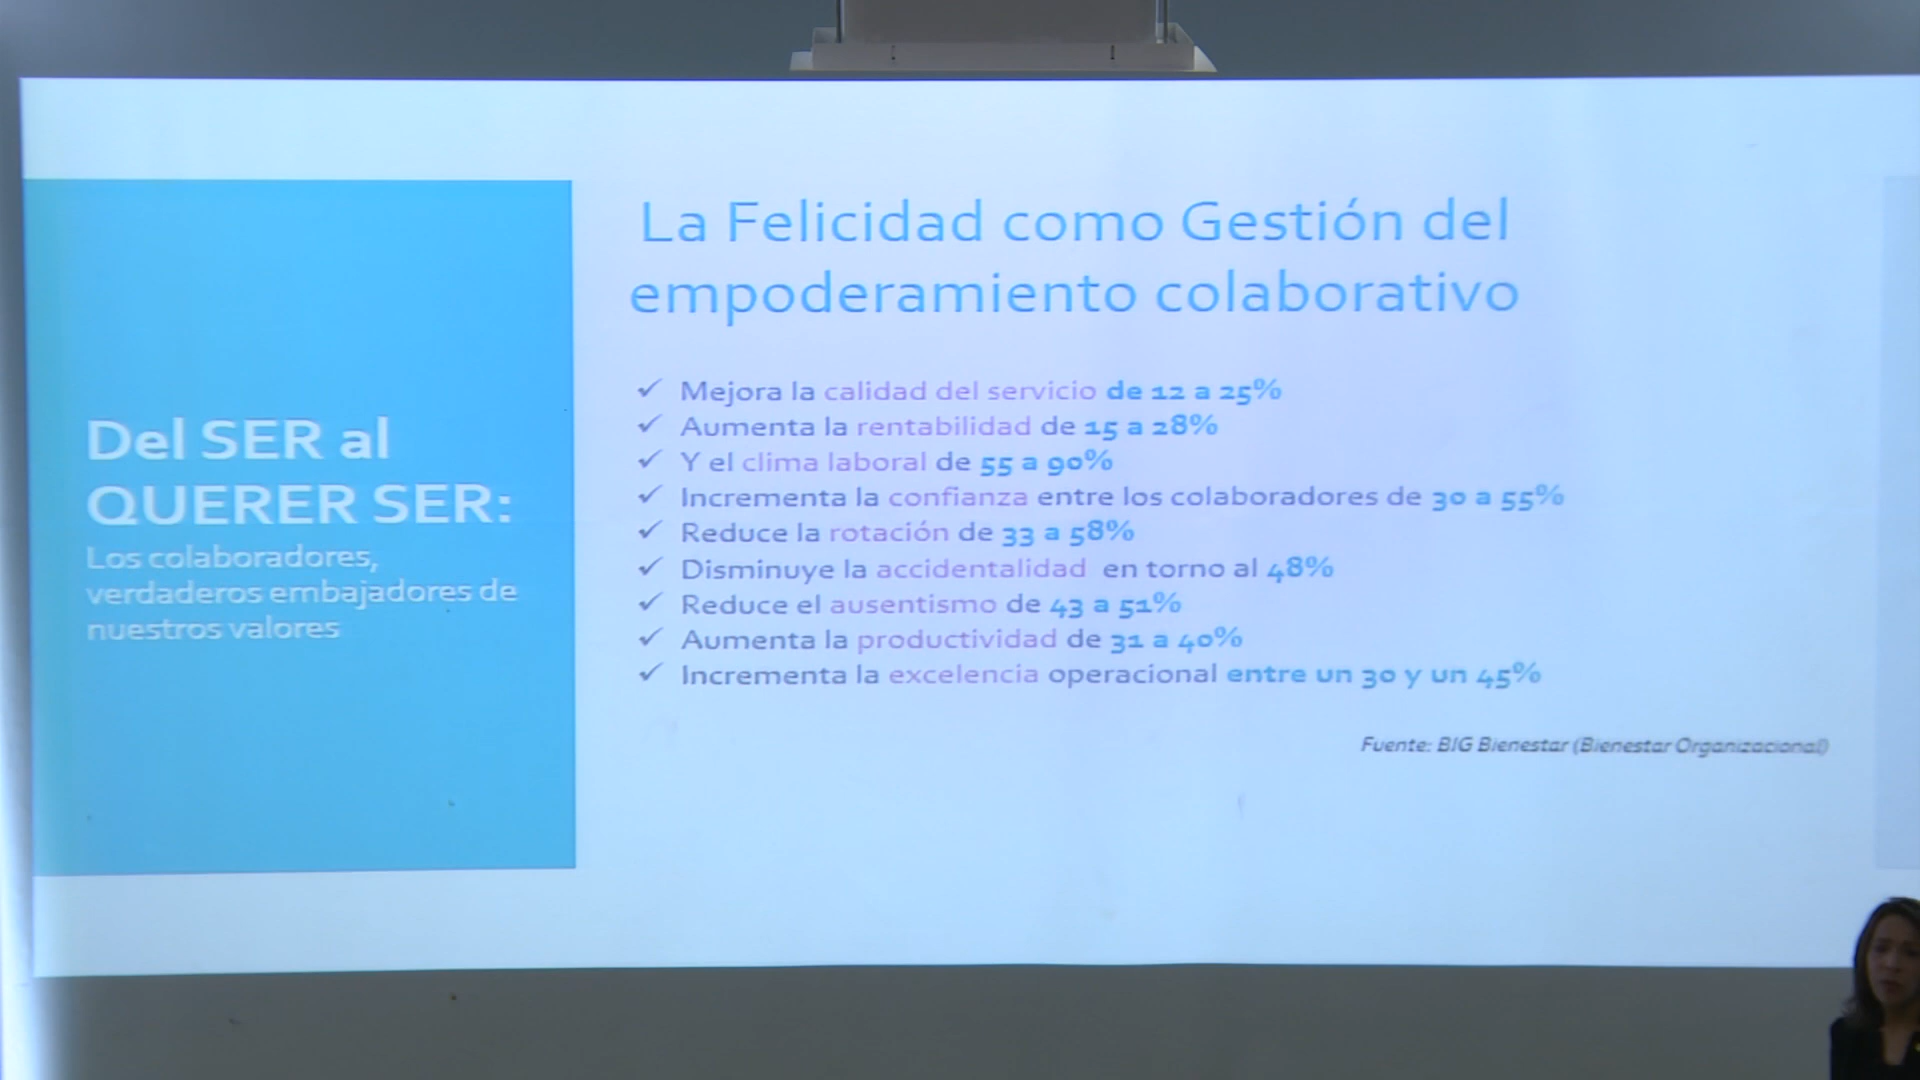 Del SER al
QUERER SER:
Los colaboradores,
verdaderos embajadores de
nuestros valores
La Felicidad como Gestión del
empoderamiento colaborativo
✓ Mejora la calidad del servicio de 12 a 25%
✓ Aumenta la rentabilidad de 15 a 28%
✓ Y el clima laboral de 55 a 90%
✓ Incrementa la confianza entre los colaboradores de 30 a 55%
✓ Reduce la rotación de 33 a 58%
✓ Disminuye la accidentalidad en torno al 48%
✓ Reduce el ausentismo de 43 a 51%
✓ Aumenta la productividad de 31 a 40%
✓ Incrementa la excelencia operacional entre un 30 y un 45%
Fuente: BIG Bienestar (Bienestar Organizacional)